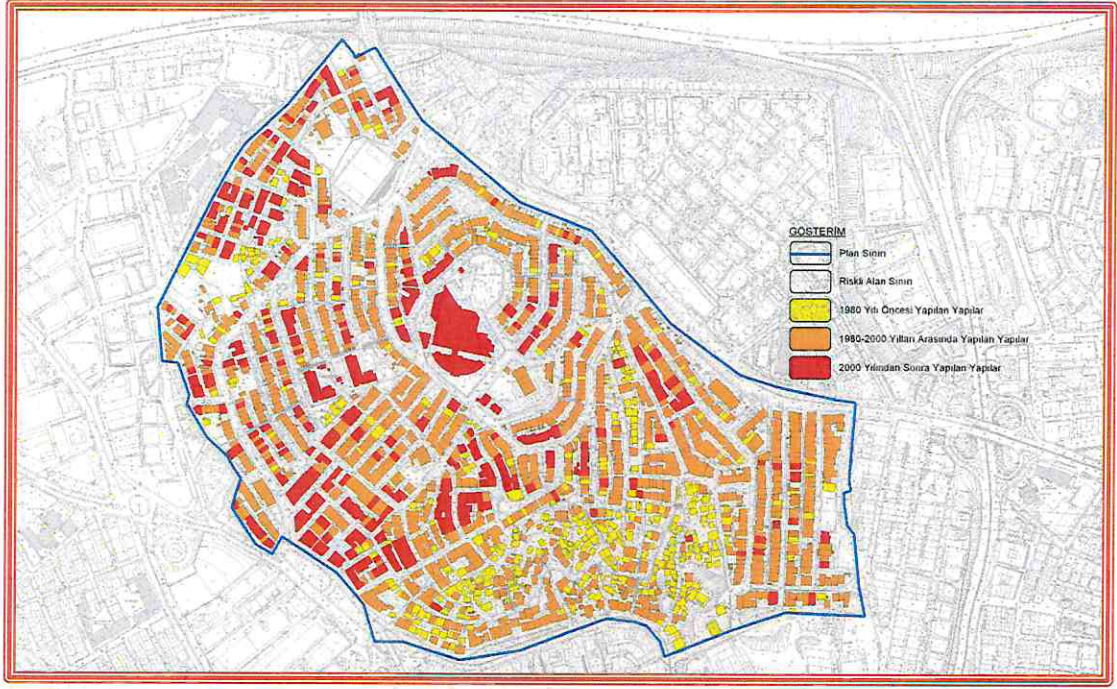 GÖSTERİM
Plan Sınırı
Riskli Alan Sınırı
1980 Yılı Öncesi Yapılan Yapılar
1980-2000 Yılları Arasında Yapılan Yapılar
2000 Yılından Sonra Yapılan Yapılar